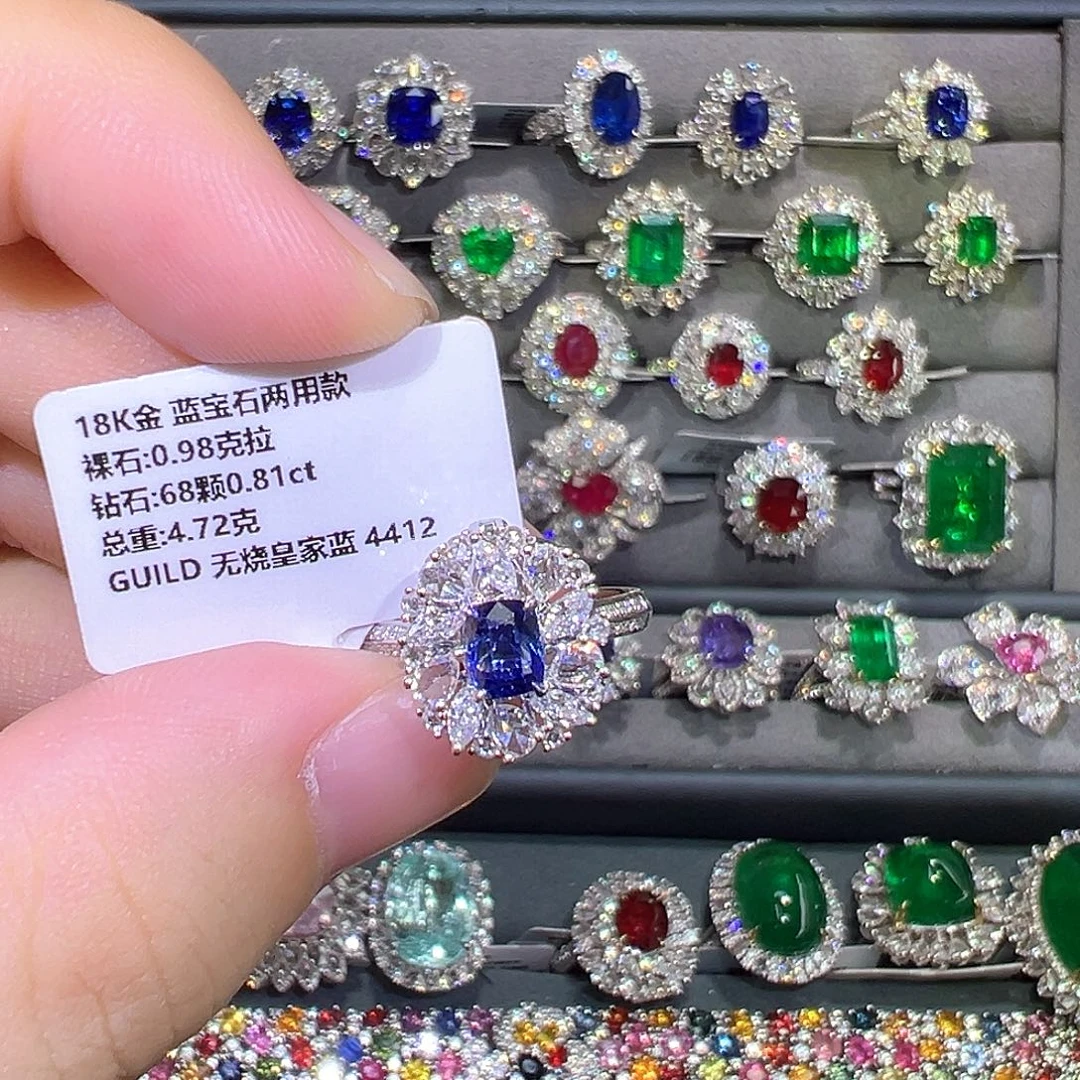 18K金 蓝宝石两用款
裸石:0.98克拉
钻石:68颗0.81ct
总重:4.72克
GUILD 无烧皇家蓝 4412